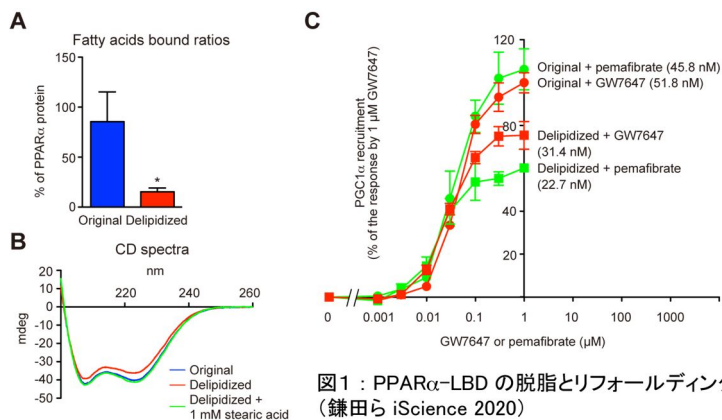 A
Fatty acids bound ratios
% of PPARα protein
150
100
50
0
*
Original Delipidized
B
CD spectra
nm
mdeg
20
10
0
-10
-20
-30
-40
-50
200
220
240
260
Original
Delipidized
Delipidized +
1 mM stearic acid
C
PGC1α recruitment
(% of the response by 1 μM GW7647)
120
80
40
0
Original + pemafibrate (45.8 nM)
Original + GW7647 (51.8 nM)
Delipidized + GW7647
(31.4 nM)
Delipidized + pemafibrate
(22.7 nM)
0 0.001 0.01 0.1 1 10 100 1000 10000
GW7647 or pemafibrate (μM)
図1：PPARα-LBD の脱脂とリフォールディング
(鎌田ら iScience 2020)